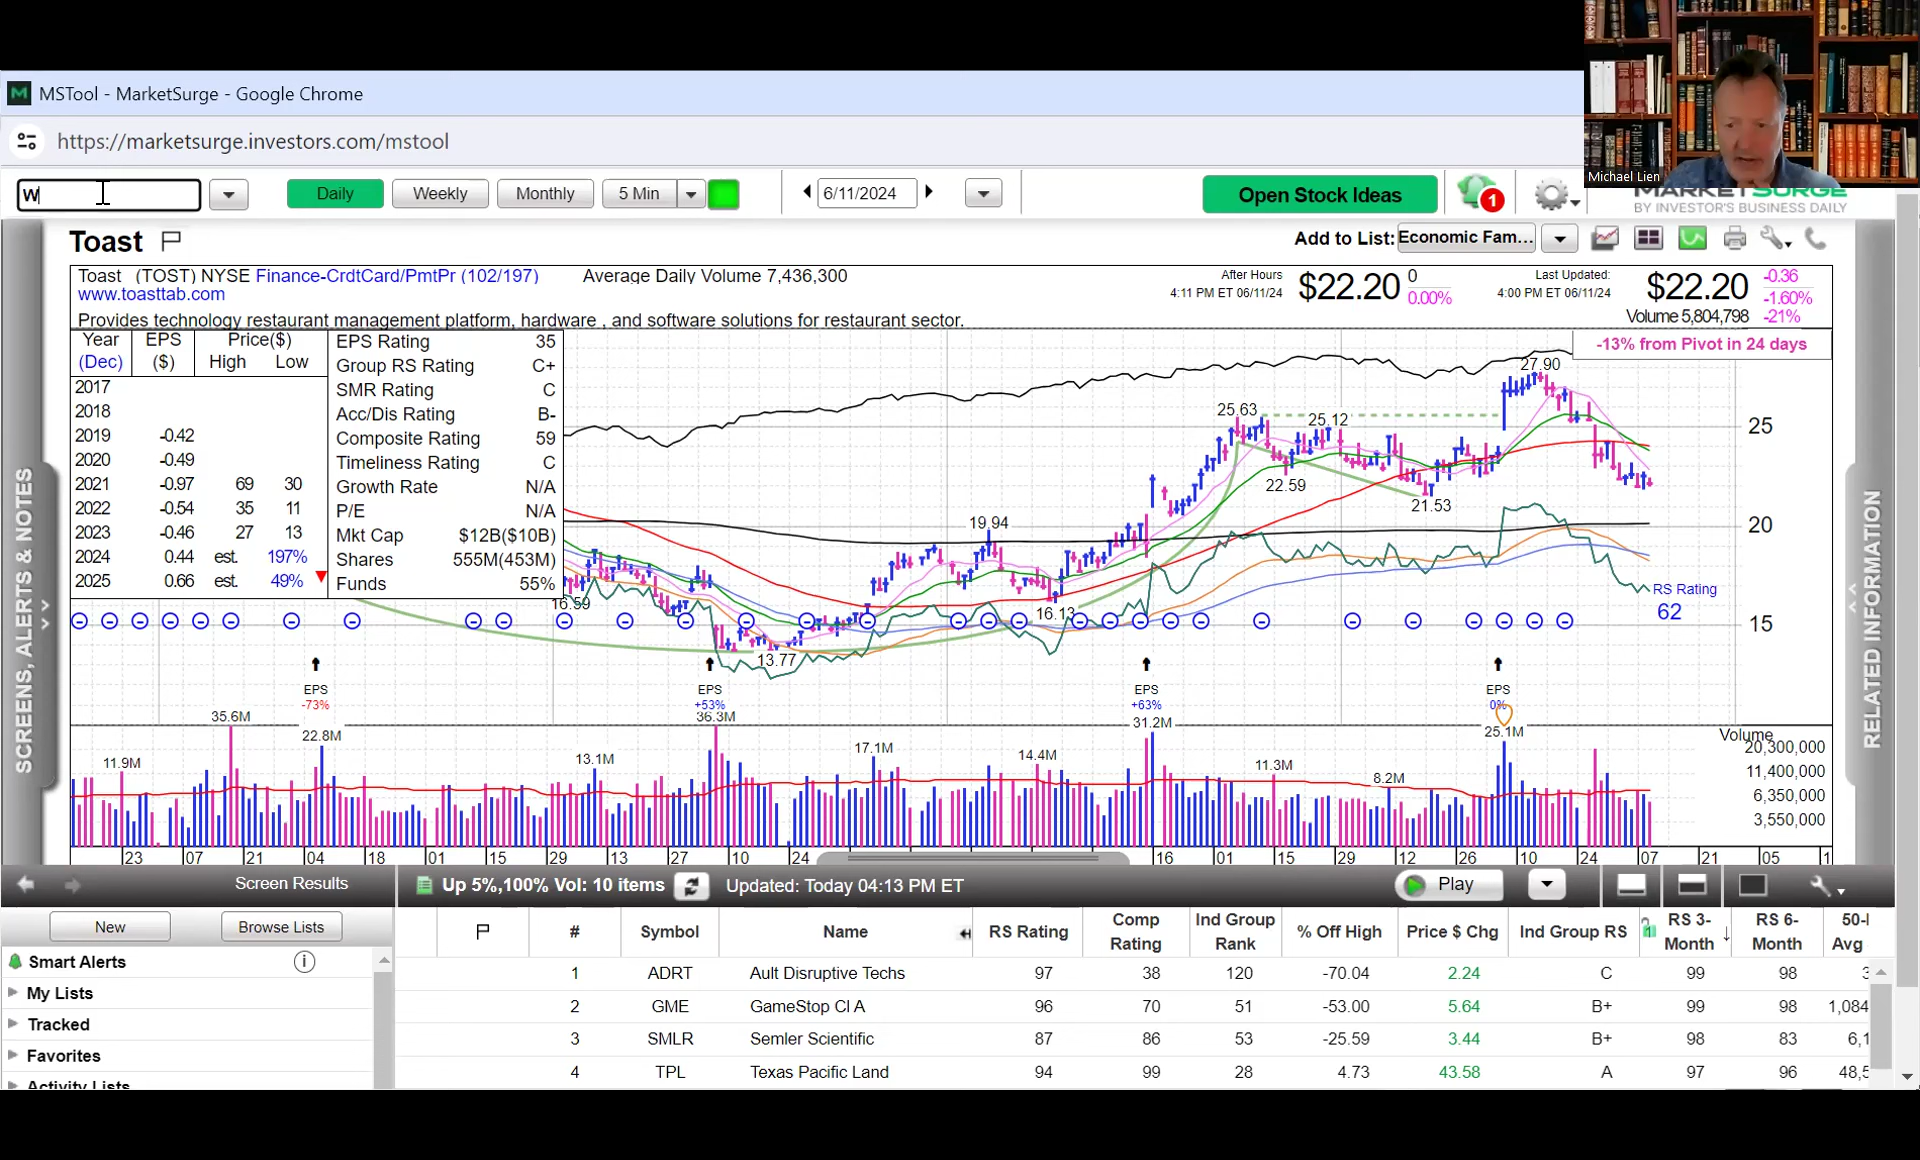 MSTool - MarketSurge - Google Chrome
https://marketsurge.investors.com/mstool
Michael Lien
W
Daily
Weekly
Monthly
5 Min
6/11/2024
Open Stock Ideas
1
MARKETSURGE
BY INVESTOR'S BUSINESS DAILY
Toast
Add to List:
Economic Fam...
Toast (TOST) NYSE Finance-CrdtCard/PmtPr (102/197) Average Daily Volume 7,436,300
www.toasttab.com
Provides technology restaurant management platform, hardware , and software solutions for restaurant sector.
After Hours
4:11 PM ET 06/11/24
$22.20
0
0.00%
Last Updated:
4:00 PM ET 06/11/24
$22.20
-0.36
-1.60%
Volume 5,804,798 -21%
-13% from Pivot in 24 days
Year EPS Price($)
(Dec) ($) High Low
2017
2018
2019 -0.42
2020 -0.49
2021 -0.97 69 30
2022 -0.54 35 11
2023 -0.46 27 13
2024 0.44 est. 197%
2025 0.66 est. 49%
EPS Rating 35
Group RS Rating C+
SMR Rating C
Acc/Dis Rating B-
Composite Rating 59
Timeliness Rating C
Growth Rate N/A
P/E N/A
Mkt Cap $12B($10B)
Shares 555M(453M)
Funds 55%
27.90
25.63
25.12
22.59
21.53
19.94
16.59
16.13
13.77
25
20
15
RS Rating
62
EPS
-73%
EPS
+53%
EPS
+63%
EPS
0%
11.9M
35.6M
22.8M
13.1M
36.3M
17.1M
14.4M
31.2M
11.3M
8.2M
25.1M
Volume
20,300,000
11,400,000
6,350,000
3,550,000
23 07 21 04 18 01 15 29 13 27 10 24 16 01 15 29 12 26 10 24 07 21 05 1
SCREENS, ALERTS & NOTES
RELATED INFORMATION
Screen Results
Up 5%,100% Vol: 10 items
Updated: Today 04:13 PM ET
Play
New
Browse Lists
Smart Alerts
My Lists
Tracked
Favorites
Activity Lists
# Symbol Name RS Rating Comp Rating Ind Group Rank % Off High Price $ Chg Ind Group RS RS 3-Month RS 6-Month 50-
Avg
1 ADRT Ault Disruptive Techs 97 38 120 -70.04 2.24 C 99 98 3
2 GME GameStop Cl A 96 70 51 -53.00 5.64 B+ 99 98 1,084
3 SMLR Semler Scientific 87 86 53 -25.59 3.44 B+ 98 83 6,1
4 TPL Texas Pacific Land 94 99 28 4.73 43.58 A 97 96 48,5